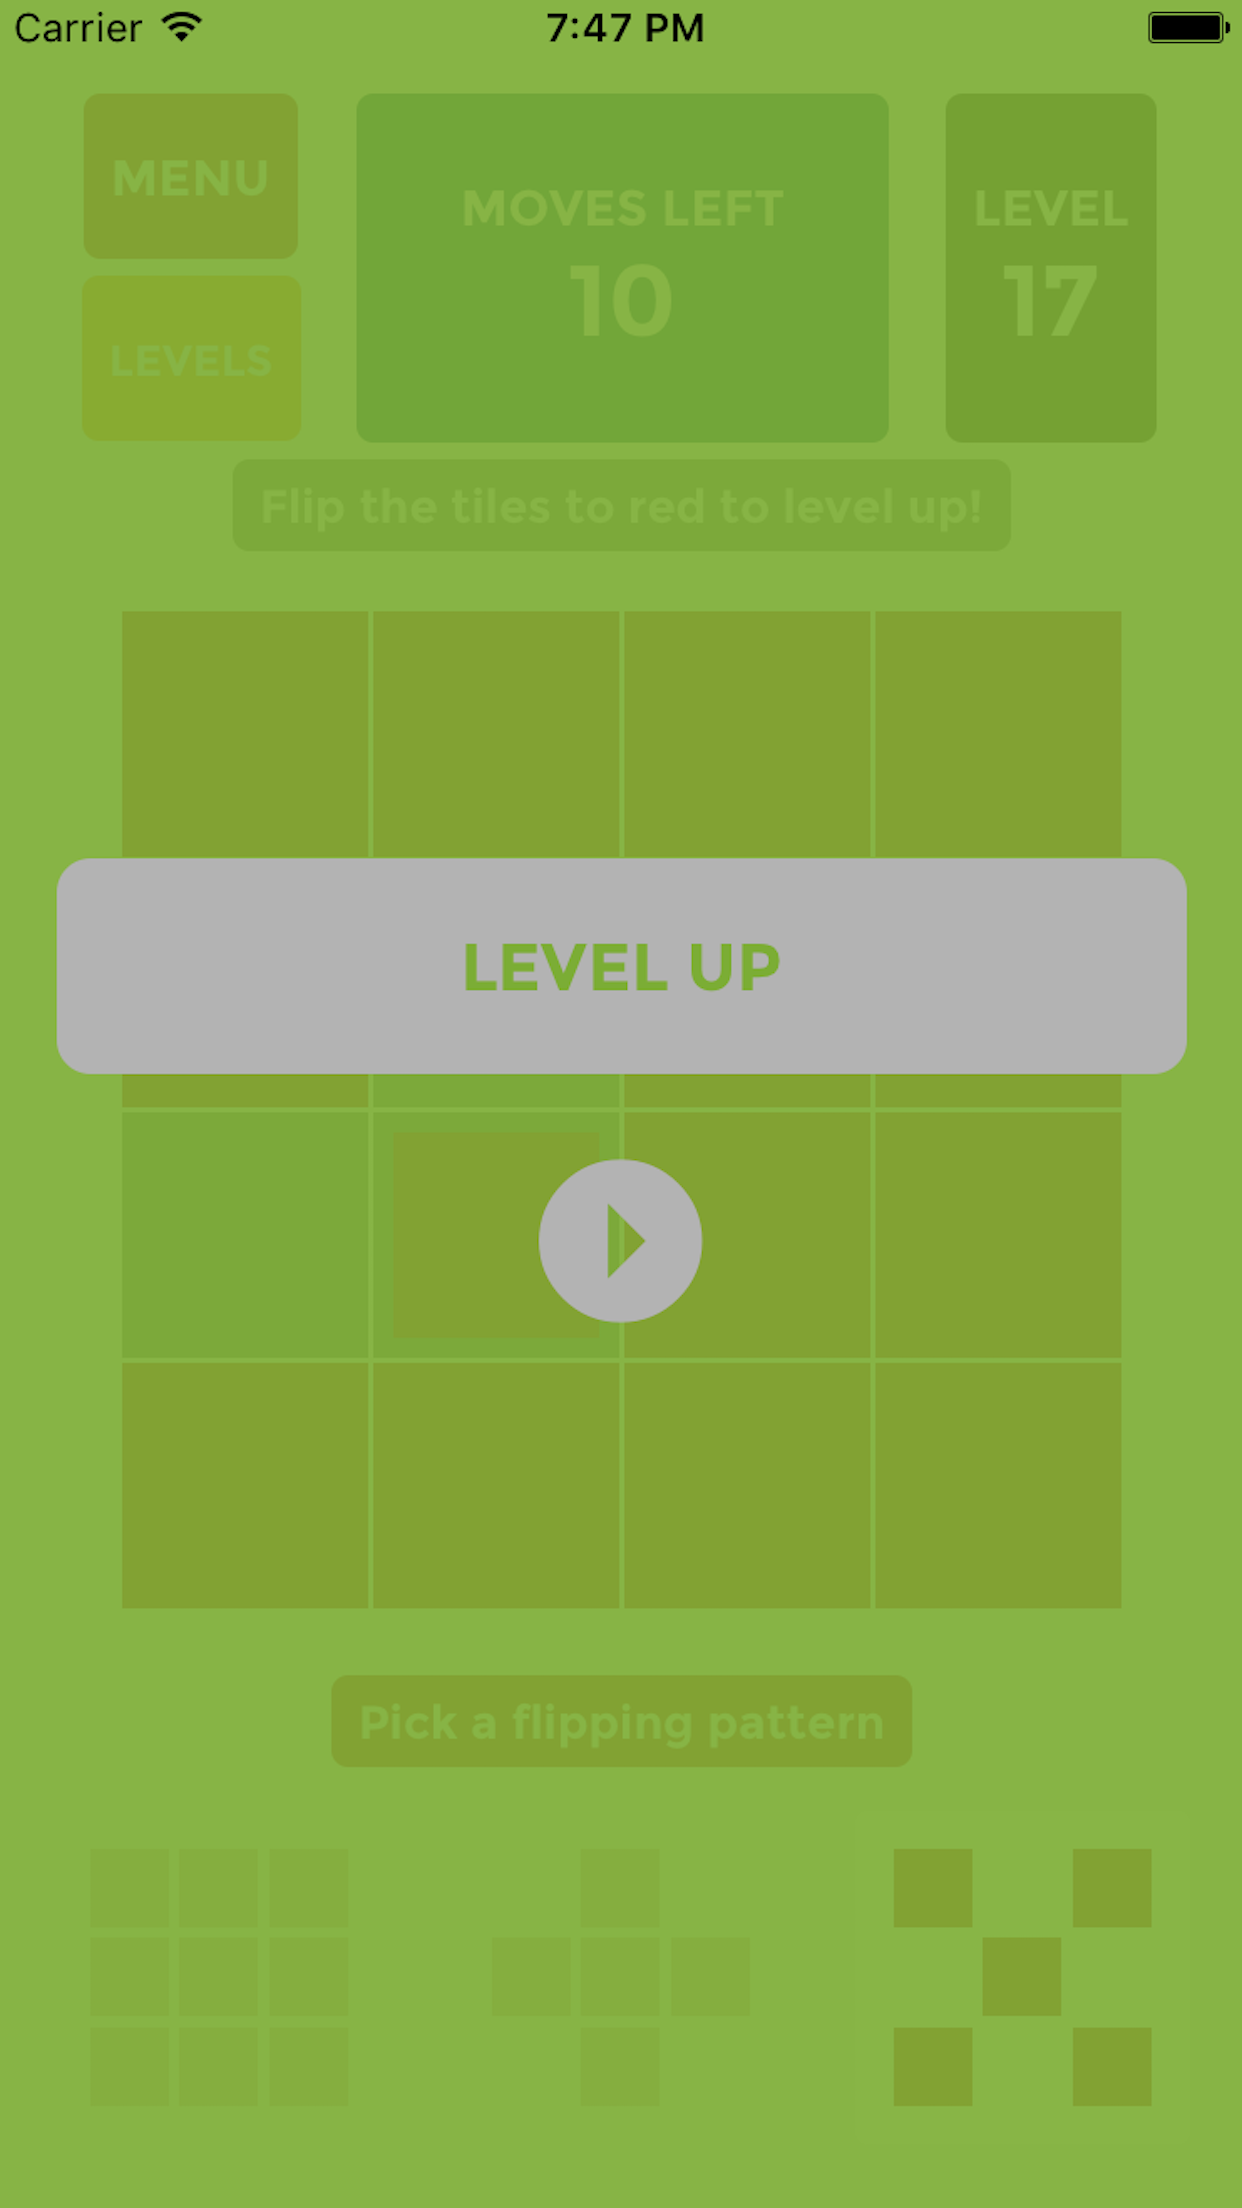 Carrier 7:47 PM
MENU
LEVELS
MOVES LEFT
10
LEVEL
17
Flip the tiles to red to level up!
LEVEL UP
Pick a flipping pattern